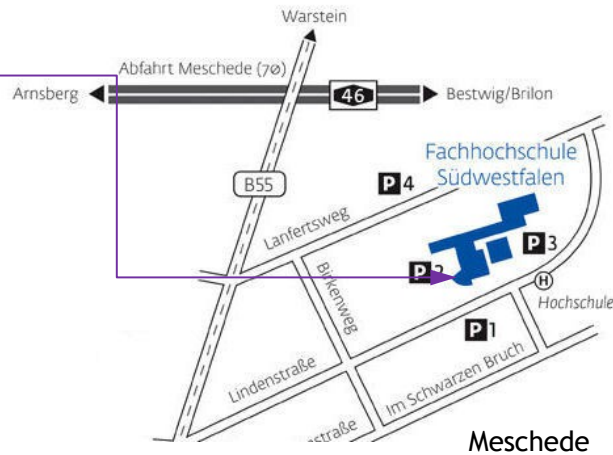 Warstein
Abfahrt Meschede (70)
Arnsberg
46
Bestwig/Brilon
Fachhochschule
Südwestfalen
B55
P 4
Lanfertsweg
P 3
P
Birkenweg
H
Hochschule
P 1
Lindenstraße
Im Schwarzen Bruch
Meschede